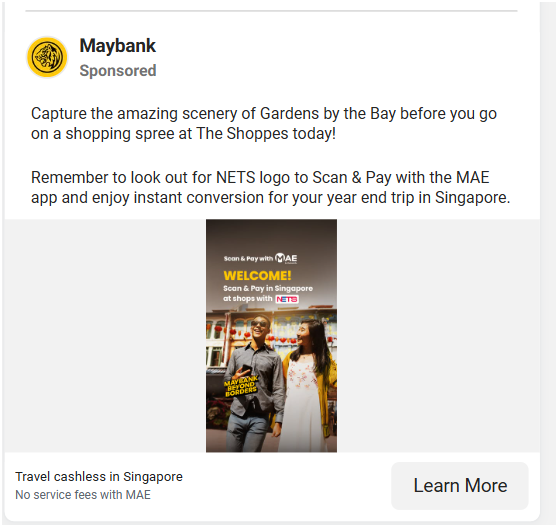 Maybank
Sponsored
Capture the amazing scenery of Gardens by the Bay before you go
on a shopping spree at The Shoppes today!
Remember to look out for NETS logo to Scan & Pay with the MAE
app and enjoy instant conversion for your year end trip in Singapore.
Scan & Pay with MAE
WELCOME!
Scan & Pay in Singapore
at shops with NETS
MAYBANK
BEYOND
BORDERS
Travel cashless in Singapore
No service fees with MAE
Learn More